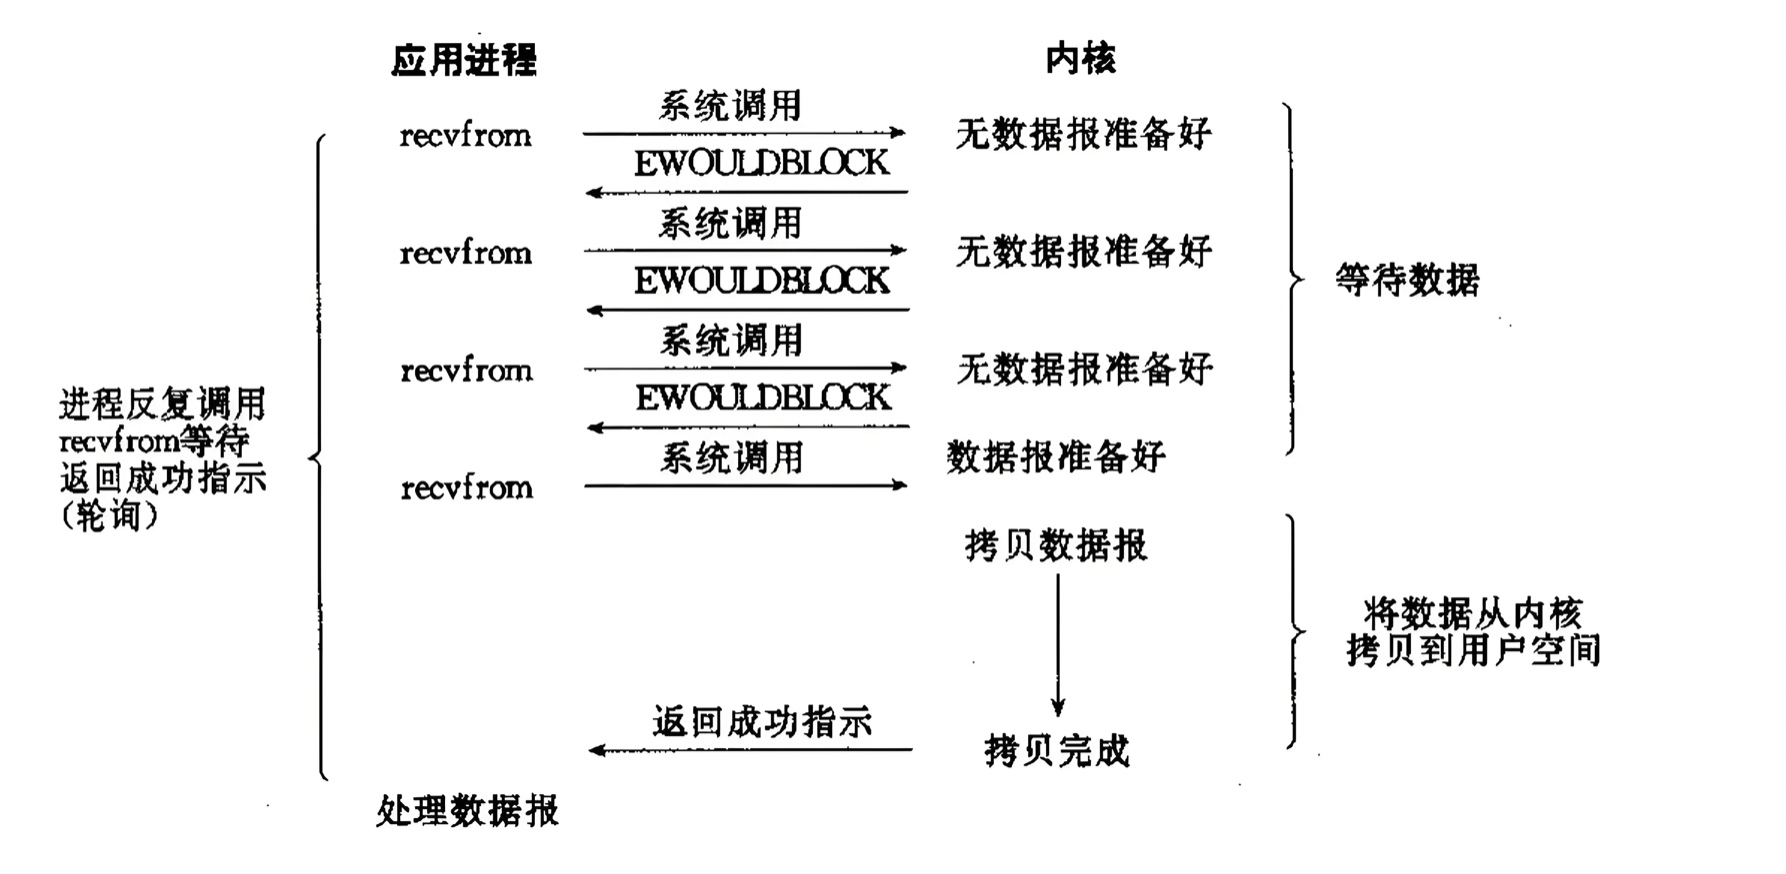 应用进程
内核
系统调用
recvfrom
无数据报准备好
EWOULDBLOCK
系统调用
recvfrom
无数据报准备好
EWOULDBLOCK
等待数据
系统调用
recvfrom
无数据报准备好
EWOULDBLOCK
进程反复调用
recvfrom等待
返回成功指示
(轮询)
系统调用
recvfrom
数据报准备好
拷贝数据报
将数据从内核
拷贝到用户空间
返回成功指示
拷贝完成
处理数据报